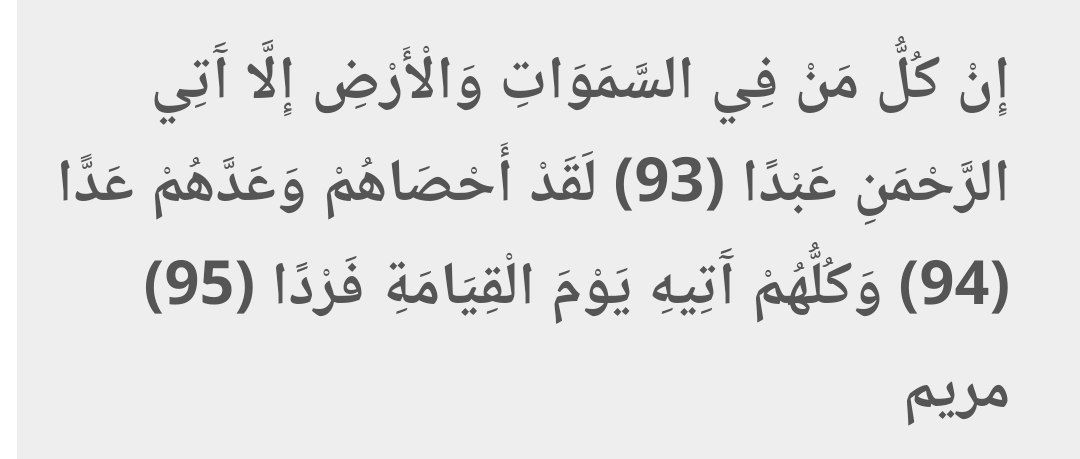 إِنْ كُلُّ مَنْ فِي السَّمَوَاتِ وَالْأَرْضِ إِلَّا آَتِي
الرَّحْمَنِ عَبْدًا (93) لَقَدْ أَحْصَاهُمْ وَعَدَّهُمْ عَدًّا
(94) وَكُلُّهُمْ آَتِيهِ يَوْمَ الْقِيَامَةِ فَرْدًا (95)
مريم